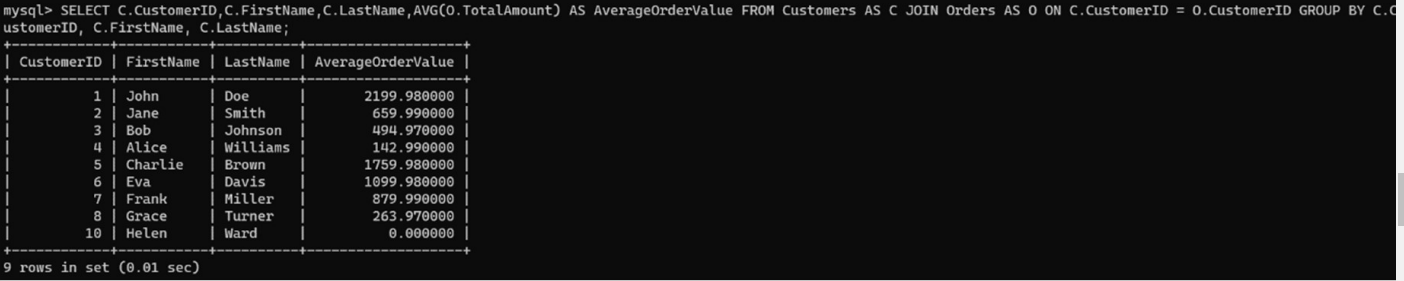 mysql> SELECT C.CustomerID,C.FirstName,C.LastName,AVG(O.TotalAmount) AS AverageOrderValue FROM Customers AS C JOIN Orders AS O ON C.CustomerID = O.CustomerID GROUP BY C.C
ustomerID, C.FirstName, C.LastName;
+------------+-----------+----------+-------------------+
| CustomerID | FirstName | LastName | AverageOrderValue |
+------------+-----------+----------+-------------------+
|          1 | John      | Doe      |       2199.980000 |
|          2 | Jane      | Smith    |        659.990000 |
|          3 | Bob       | Johnson  |        494.970000 |
|          4 | Alice     | Williams |        142.990000 |
|          5 | Charlie   | Brown    |       1759.980000 |
|          6 | Eva       | Davis    |       1099.980000 |
|          7 | Frank     | Miller   |        879.990000 |
|          8 | Grace     | Turner   |        263.970000 |
|         10 | Helen     | Ward     |          0.000000 |
+------------+-----------+----------+-------------------+
9 rows in set (0.01 sec)